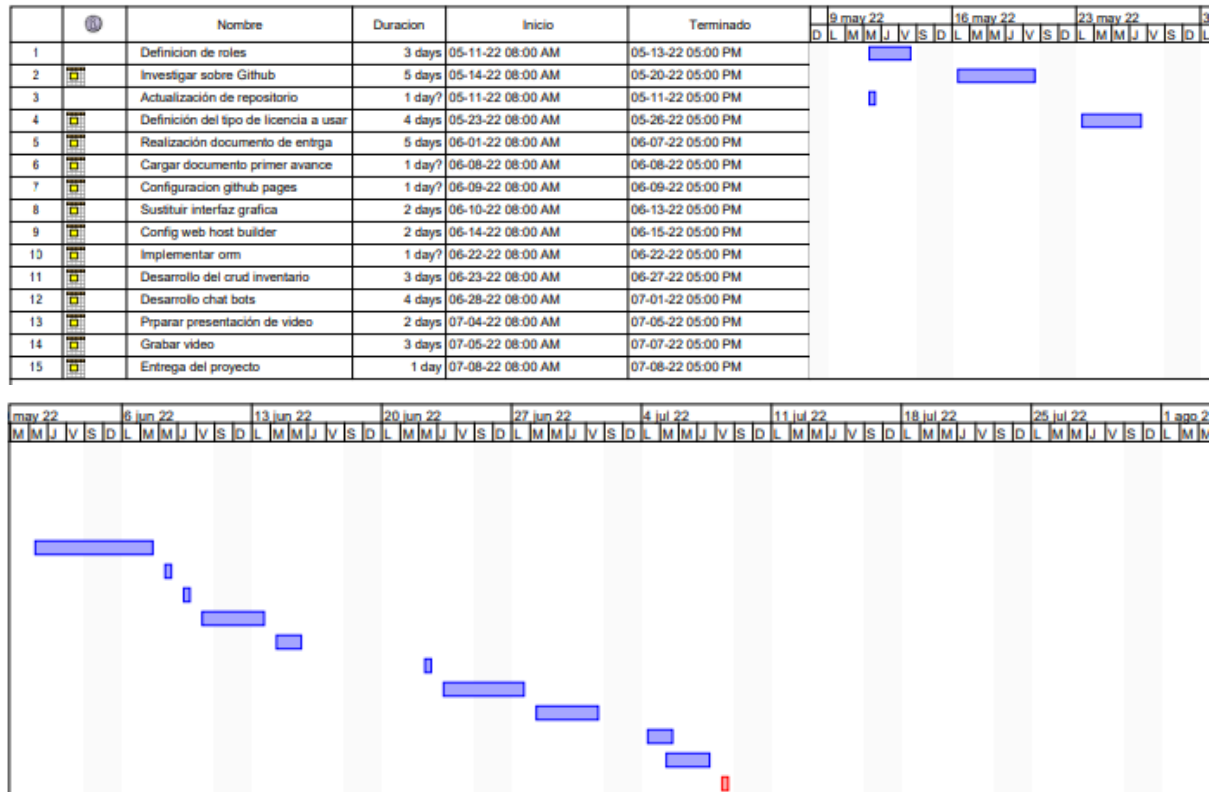 Nombre Duracion Inicio Terminado 9 may 22 16 may 22 23 may 22 3
D L M M J V S D L M M J V S D L M M J V S D L
1 Definicion de roles 3 days 05-11-22 08:00 AM 05-13-22 05:00 PM
2 Investigar sobre Github 5 days 05-14-22 08:00 AM 05-20-22 05:00 PM
3 Actualización de repositorio 1 day? 05-11-22 08:00 AM 05-11-22 05:00 PM
4 Definición del tipo de licencia a usar 4 days 05-23-22 08:00 AM 05-26-22 05:00 PM
5 Realización documento de entrga 5 days 06-01-22 08:00 AM 06-07-22 05:00 PM
6 Cargar documento primer avance 1 day? 06-08-22 08:00 AM 06-08-22 05:00 PM
7 Configuracion github pages 1 day? 06-09-22 08:00 AM 06-09-22 05:00 PM
8 Sustituir interfaz grafica 2 days 06-10-22 08:00 AM 06-13-22 05:00 PM
9 Config web host builder 2 days 06-14-22 08:00 AM 06-15-22 05:00 PM
10 Implementar orm 1 day? 06-22-22 08:00 AM 06-22-22 05:00 PM
11 Desarrollo del crud inventario 3 days 06-23-22 08:00 AM 06-27-22 05:00 PM
12 Desarrollo chat bots 4 days 06-28-22 08:00 AM 07-01-22 05:00 PM
13 Prparar presentación de video 2 days 07-04-22 08:00 AM 07-05-22 05:00 PM
14 Grabar video 3 days 07-05-22 08:00 AM 07-07-22 05:00 PM
15 Entrega del proyecto 1 day 07-08-22 08:00 AM 07-08-22 05:00 PM
may 22 6 jun 22 13 jun 22 20 jun 22 27 jun 22 4 jul 22 11 jul 22 18 jul 22 25 jul 22 1 ago 2
M M J V S D L M M J V S D L M M J V S D L M M J V S D L M M J V S D L M M J V S D L M M J V S D L M M J V S D L M M J V S D L M M